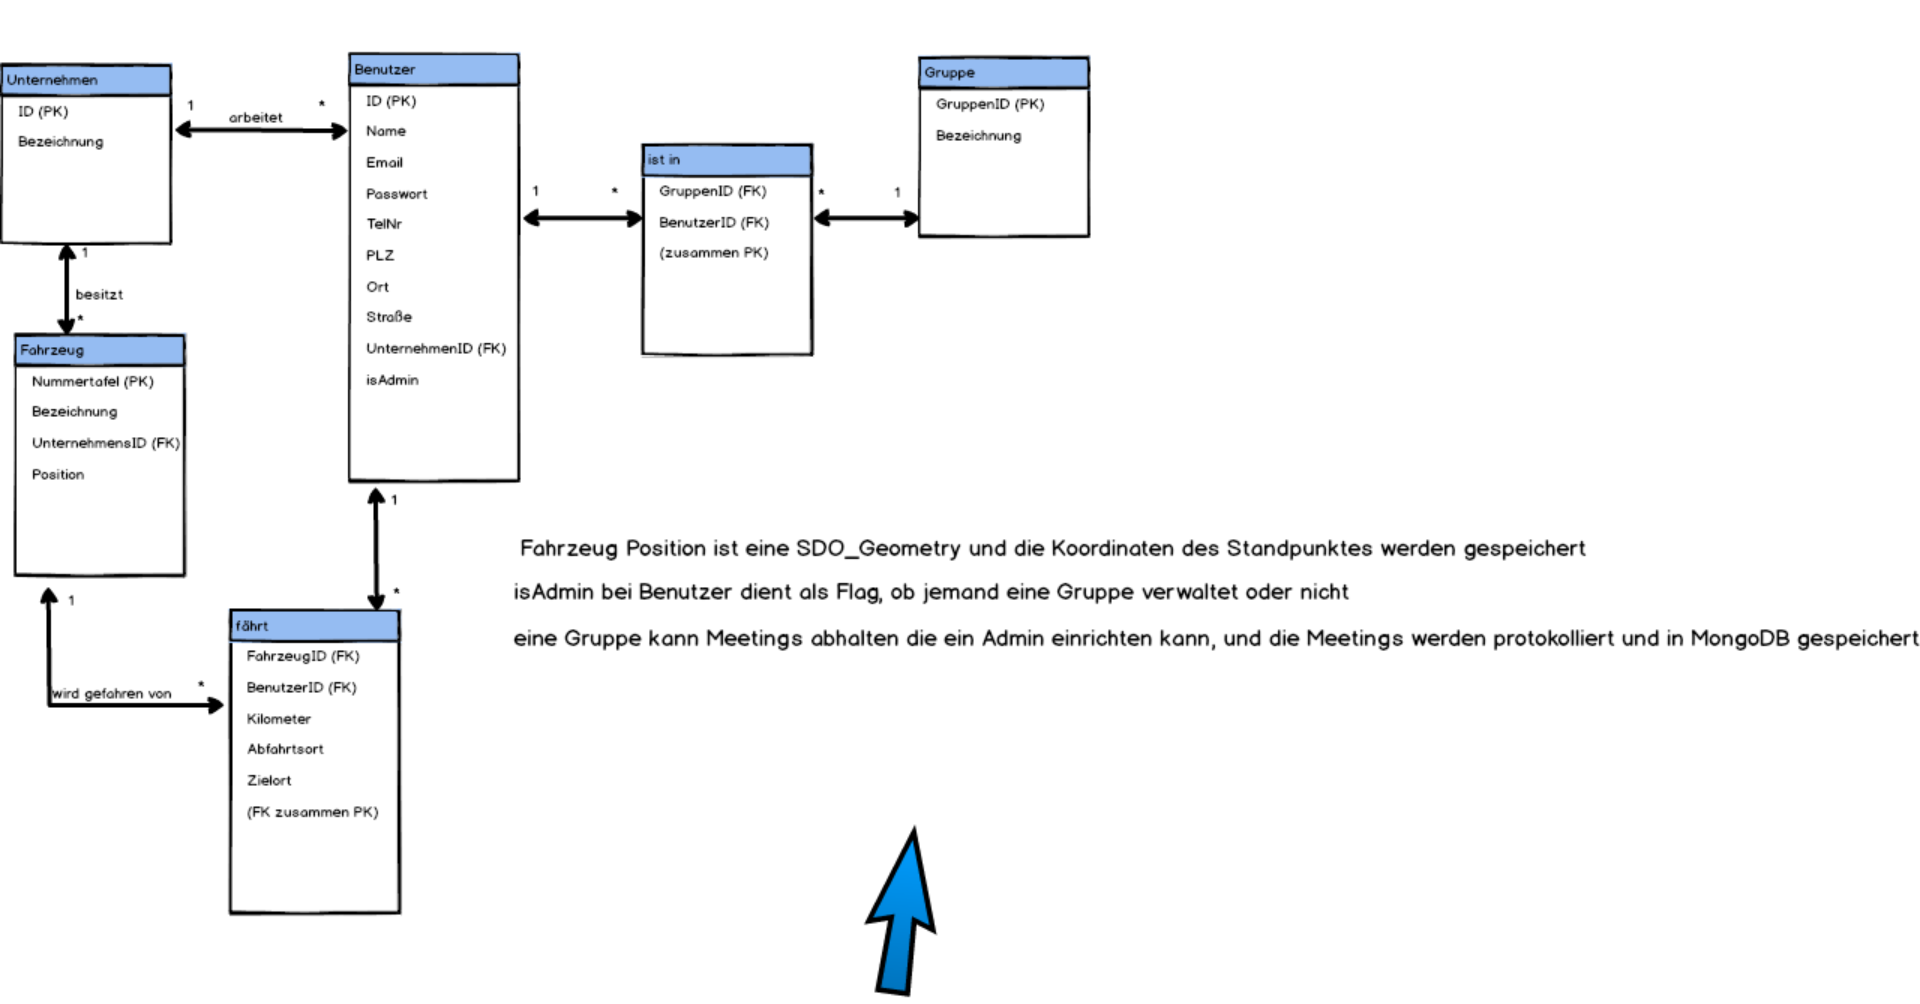 Unternehmen
ID (PK)
Bezeichnung
1
arbeitet
*
Benutzer
ID (PK)
Name
Email
Passwort
TelNr
PLZ
Ort
Straße
UnternehmenID (FK)
isAdmin
1
*
ist in
GruppenID (FK)
BenutzerID (FK)
(zusammen PK)
*
1
Gruppe
GruppenID (PK)
Bezeichnung
1
besitzt
*
Fahrzeug
Nummertafel (PK)
Bezeichnung
UnternehmensID (FK)
Position
1
wird gefahren von
*
1
*
fährt
FahrzeugID (FK)
BenutzerID (FK)
Kilometer
Abfahrtsort
Zielort
(FK zusammen PK)
Fahrzeug Position ist eine SDO_Geometry und die Koordinaten des Standpunktes werden gespeichert
isAdmin bei Benutzer dient als Flag, ob jemand eine Gruppe verwaltet oder nicht
eine Gruppe kann Meetings abhalten die ein Admin einrichten kann, und die Meetings werden protokolliert und in MongoDB gespeichert